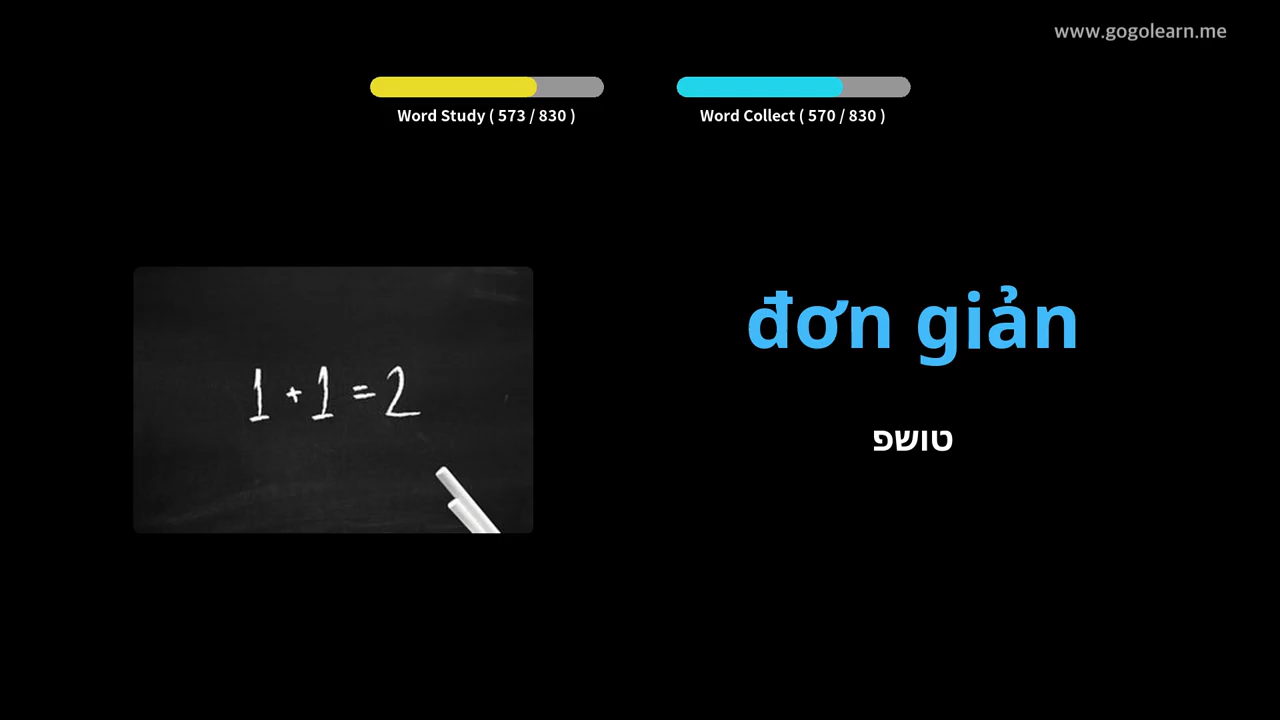 www.gogolearn.me
Word Study ( 573 / 830 )
Word Collect ( 570 / 830 )
1 + 1 = 2
đơn giản
טושפ